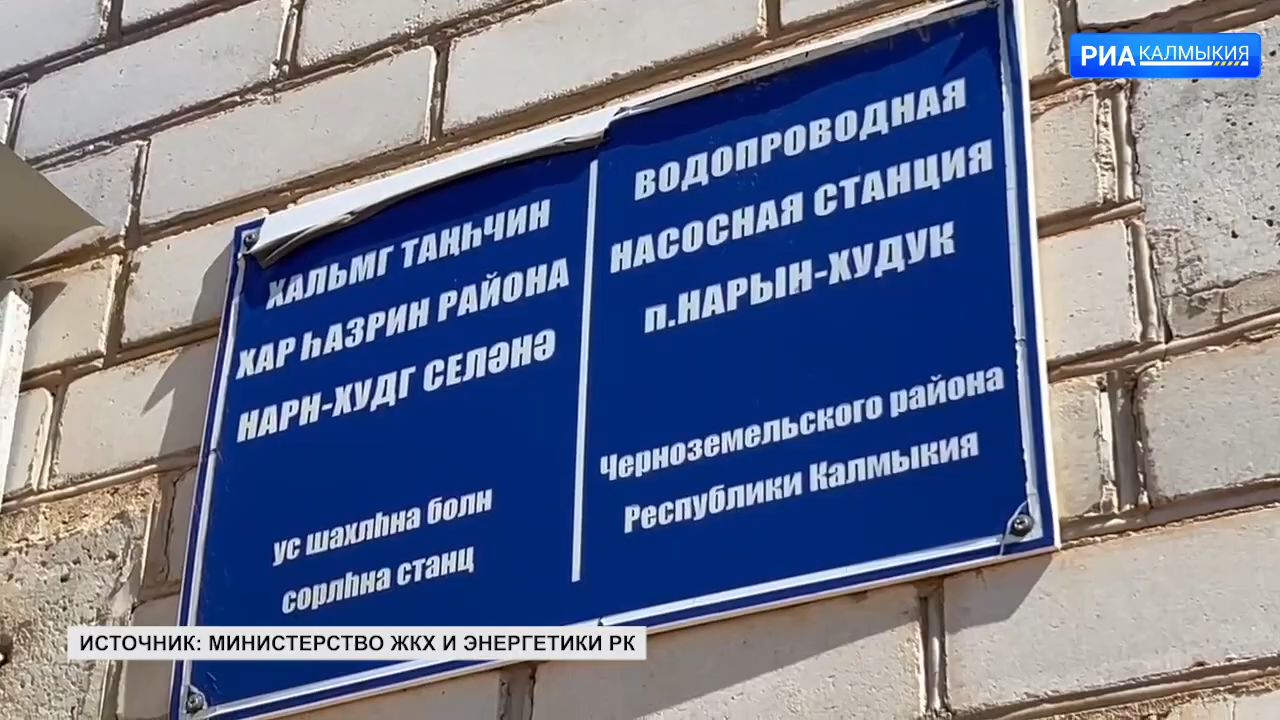 РИА КАЛМЫКИЯ
ХАЛЬМГ ТАҢҺЧИН
ХАР ҺАЗРИН РАЙОНА
НАРН-ХУДГ СЕЛӘНӘ
ус шахлһна болн
сорлһна станц
ВОДОПРОВОДНАЯ
НАСОСНАЯ СТАНЦИЯ
п.НАРЫН-ХУДУК
Черноземельского района
Республики Калмыкия
ИСТОЧНИК: МИНИСТЕРСТВО ЖКХ И ЭНЕРГЕТИКИ РК